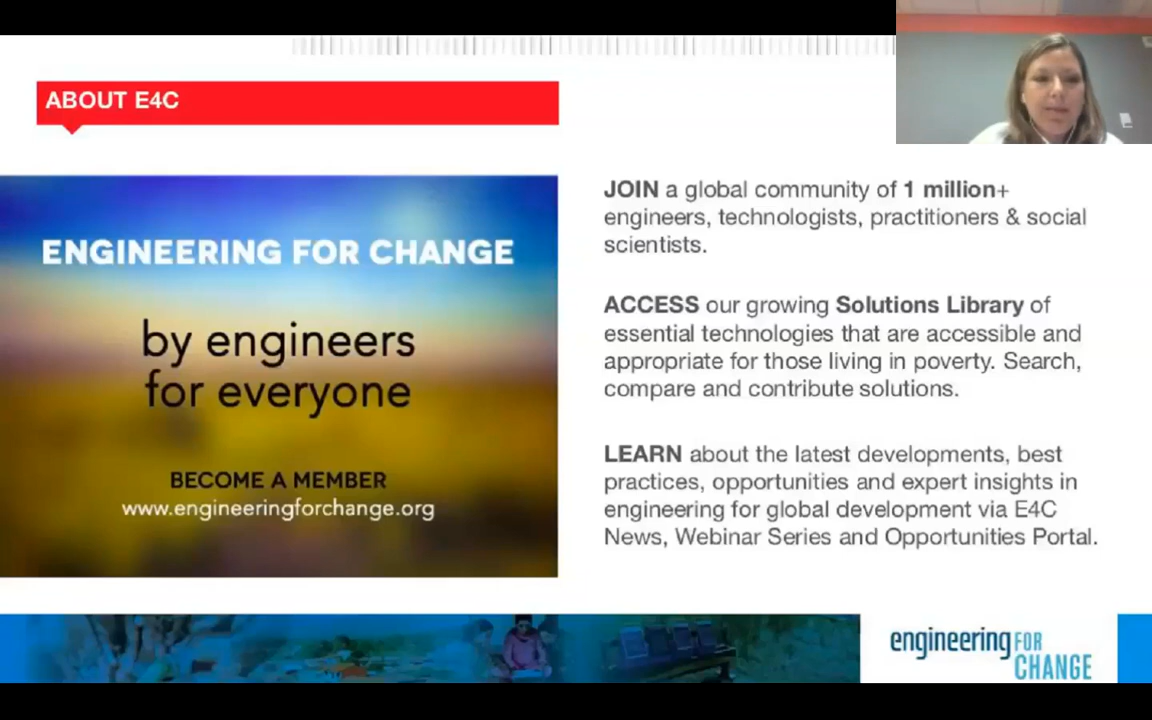 ABOUT E4C
ENGINEERING FOR CHANGE
by engineers
for everyone
BECOME A MEMBER
www.engineeringforchange.org
JOIN a global community of 1 million+
engineers, technologists, practitioners & social
scientists.
ACCESS our growing Solutions Library of
essential technologies that are accessible and
appropriate for those living in poverty. Search,
compare and contribute solutions.
LEARN about the latest developments, best
practices, opportunities and expert insights in
engineering for global development via E4C
News, Webinar Series and Opportunities Portal.
engineering FOR
CHANGE